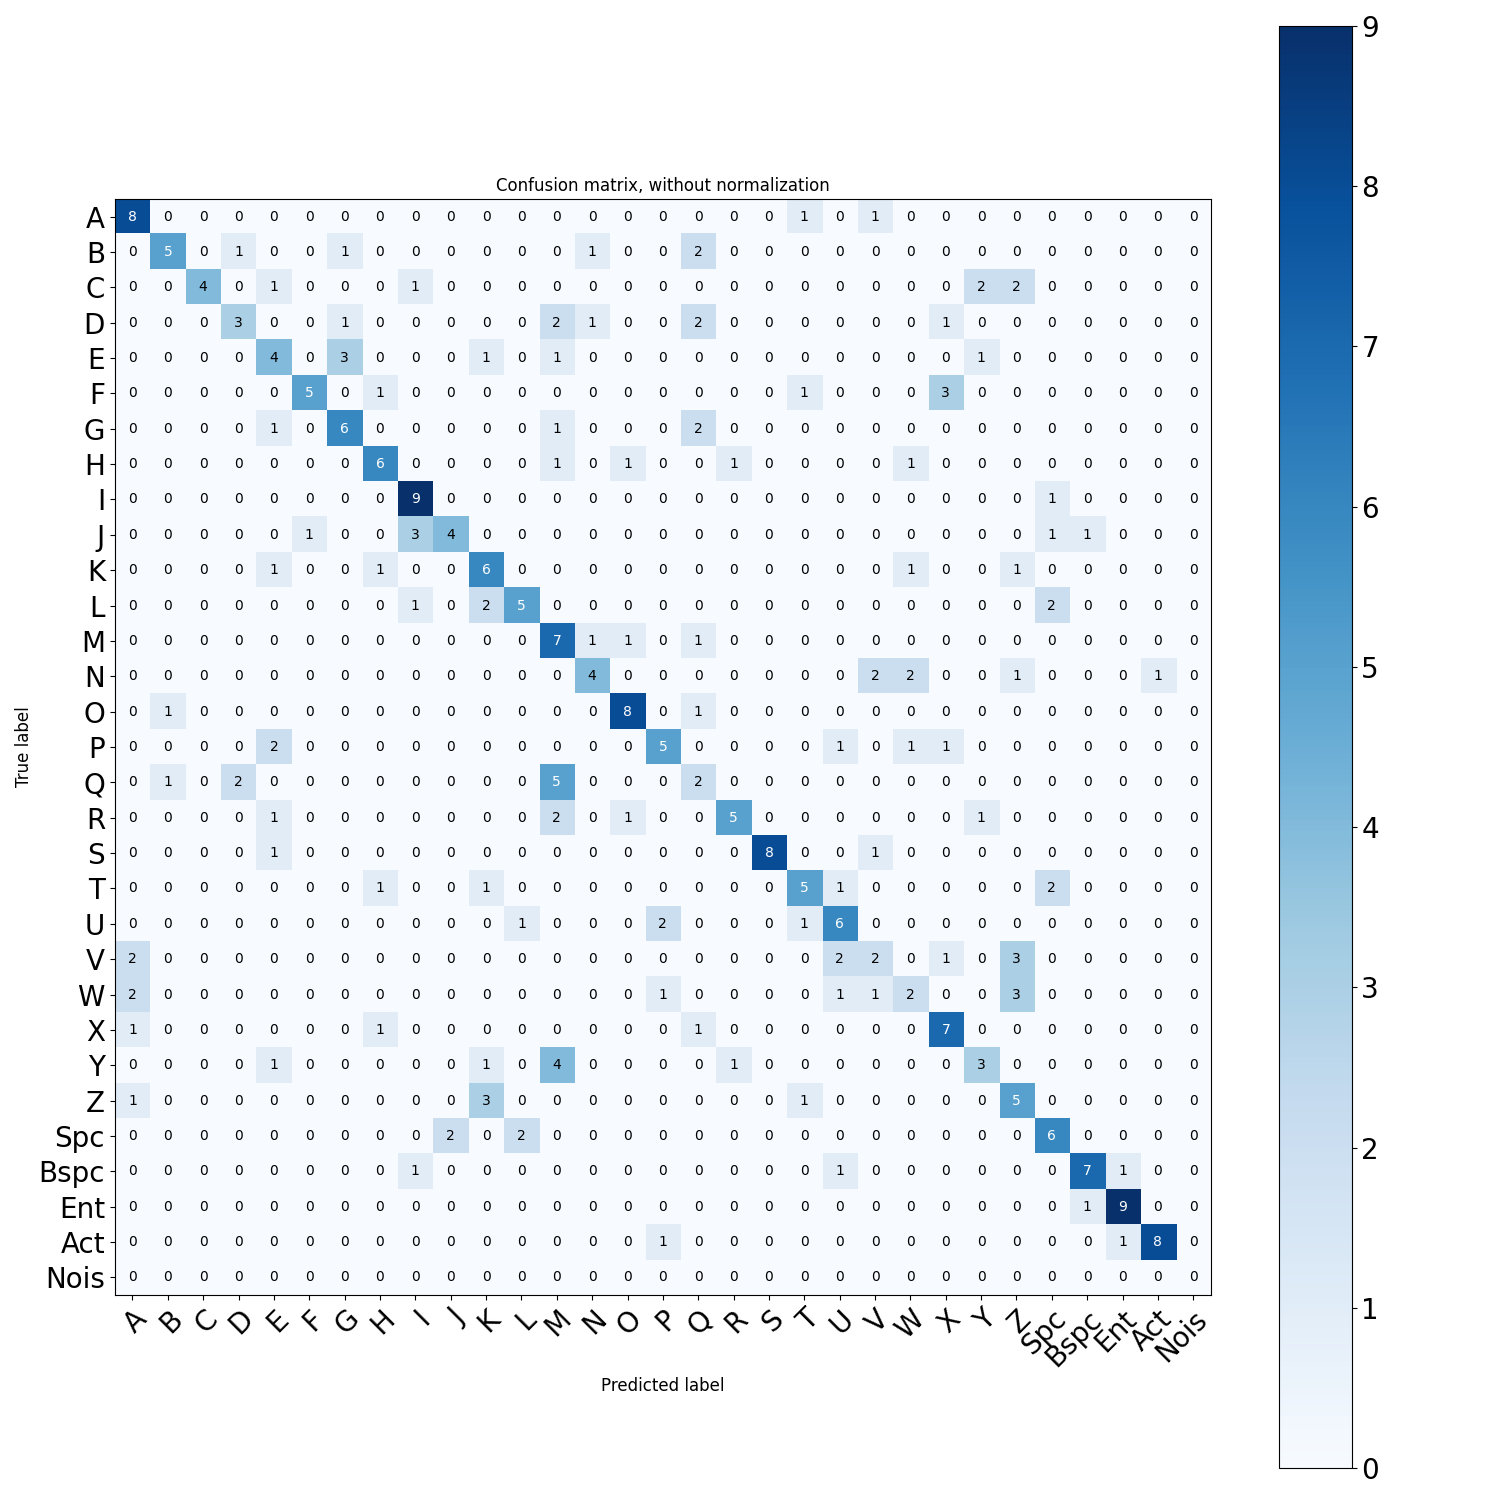 Confusion matrix, without normalization
True label
A 8 0 0 0 0 0 0 0 0 0 0 0 0 0 0 0 0 0 0 1 0 1 0 0 0 0 0 0 0 0 0
B 0 5 0 1 0 0 1 0 0 0 0 0 0 1 0 0 2 0 0 0 0 0 0 0 0 0 0 0 0 0 0
C 0 0 4 0 1 0 0 0 1 0 0 0 0 0 0 0 0 0 0 0 0 0 0 0 2 2 0 0 0 0 0
D 0 0 0 3 0 0 1 0 0 0 0 0 2 1 0 0 2 0 0 0 0 0 0 1 0 0 0 0 0 0 0
E 0 0 0 0 4 0 3 0 0 0 1 0 1 0 0 0 0 0 0 0 0 0 0 0 1 0 0 0 0 0 0
F 0 0 0 0 0 5 0 1 0 0 0 0 0 0 0 0 0 0 0 1 0 0 0 3 0 0 0 0 0 0 0
G 0 0 0 0 1 0 6 0 0 0 0 0 1 0 0 0 2 0 0 0 0 0 0 0 0 0 0 0 0 0 0
H 0 0 0 0 0 0 0 6 0 0 0 0 1 0 1 0 0 1 0 0 0 0 1 0 0 0 0 0 0 0 0
I 0 0 0 0 0 0 0 0 9 0 0 0 0 0 0 0 0 0 0 0 0 0 0 0 0 0 1 0 0 0 0
J 0 0 0 0 0 1 0 0 3 4 0 0 0 0 0 0 0 0 0 0 0 0 0 0 0 0 1 1 0 0 0
K 0 0 0 0 1 0 0 1 0 0 6 0 0 0 0 0 0 0 0 0 0 0 1 0 0 1 0 0 0 0 0
L 0 0 0 0 0 0 0 0 1 0 2 5 0 0 0 0 0 0 0 0 0 0 0 0 0 0 2 0 0 0 0
M 0 0 0 0 0 0 0 0 0 0 0 0 7 1 1 0 1 0 0 0 0 0 0 0 0 0 0 0 0 0 0
N 0 0 0 0 0 0 0 0 0 0 0 0 0 4 0 0 0 0 0 0 0 2 2 0 0 1 0 0 0 1 0
O 0 1 0 0 0 0 0 0 0 0 0 0 0 0 8 0 1 0 0 0 0 0 0 0 0 0 0 0 0 0 0
P 0 0 0 0 2 0 0 0 0 0 0 0 0 0 0 5 0 0 0 0 1 0 1 1 0 0 0 0 0 0 0
Q 0 1 0 2 0 0 0 0 0 0 0 0 5 0 0 0 2 0 0 0 0 0 0 0 0 0 0 0 0 0 0
R 0 0 0 0 1 0 0 0 0 0 0 0 2 0 1 0 0 5 0 0 0 0 0 0 1 0 0 0 0 0 0
S 0 0 0 0 1 0 0 0 0 0 0 0 0 0 0 0 0 0 8 0 0 1 0 0 0 0 0 0 0 0 0
T 0 0 0 0 0 0 0 1 0 0 1 0 0 0 0 0 0 0 0 5 1 0 0 0 0 0 2 0 0 0 0
U 0 0 0 0 0 0 0 0 0 0 0 1 0 0 0 2 0 0 0 1 6 0 0 0 0 0 0 0 0 0 0
V 2 0 0 0 0 0 0 0 0 0 0 0 0 0 0 0 0 0 0 0 2 2 0 1 0 3 0 0 0 0 0
W 2 0 0 0 0 0 0 0 0 0 0 0 0 0 0 1 0 0 0 0 1 1 2 0 0 3 0 0 0 0 0
X 1 0 0 0 0 0 0 1 0 0 0 0 0 0 0 0 1 0 0 0 0 0 0 7 0 0 0 0 0 0 0
Y 0 0 0 0 1 0 0 0 0 0 1 0 4 0 0 0 0 1 0 0 0 0 0 0 3 0 0 0 0 0 0
Z 1 0 0 0 0 0 0 0 0 0 3 0 0 0 0 0 0 0 0 1 0 0 0 0 0 5 0 0 0 0 0
Spc 0 0 0 0 0 0 0 0 0 2 0 2 0 0 0 0 0 0 0 0 0 0 0 0 0 0 6 0 0 0 0
Bspc 0 0 0 0 0 0 0 0 1 0 0 0 0 0 0 0 0 0 0 0 1 0 0 0 0 0 0 7 1 0 0
Ent 0 0 0 0 0 0 0 0 0 0 0 0 0 0 0 0 0 0 0 0 0 0 0 0 0 0 0 1 9 0 0
Act 0 0 0 0 0 0 0 0 0 0 0 0 0 0 0 1 0 0 0 0 0 0 0 0 0 0 0 0 1 8 0
Nois 0 0 0 0 0 0 0 0 0 0 0 0 0 0 0 0 0 0 0 0 0 0 0 0 0 0 0 0 0 0 0
A B C D E F G H I J K L M N O P Q R S T U V W X Y Z Spc Bspc Ent Act Nois
Predicted label
9
8
7
6
5
4
3
2
1
0